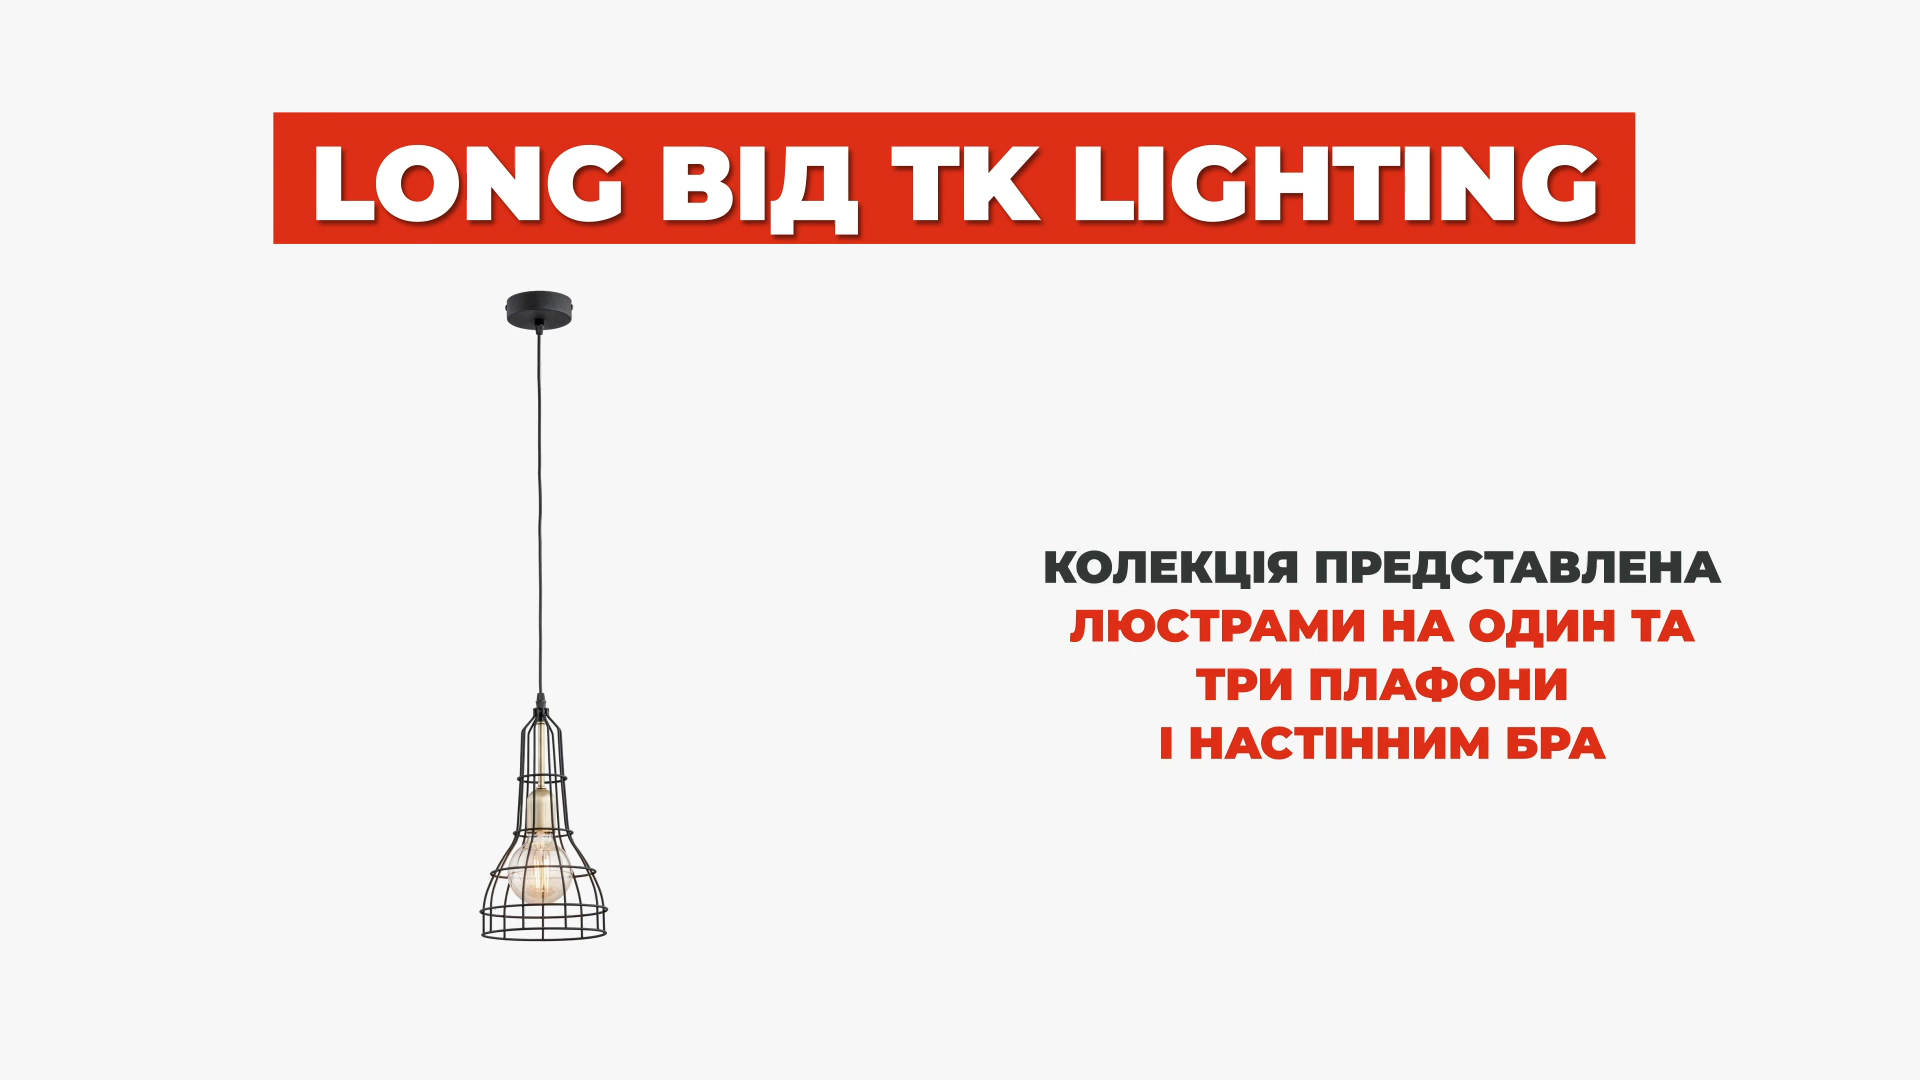 LONG ВІД TK LIGHTING
КОЛЕКЦІЯ ПРЕДСТАВЛЕНА
ЛЮСТРАМИ НА ОДИН ТА
ТРИ ПЛАФОНИ
І НАСТІННИМ БРА